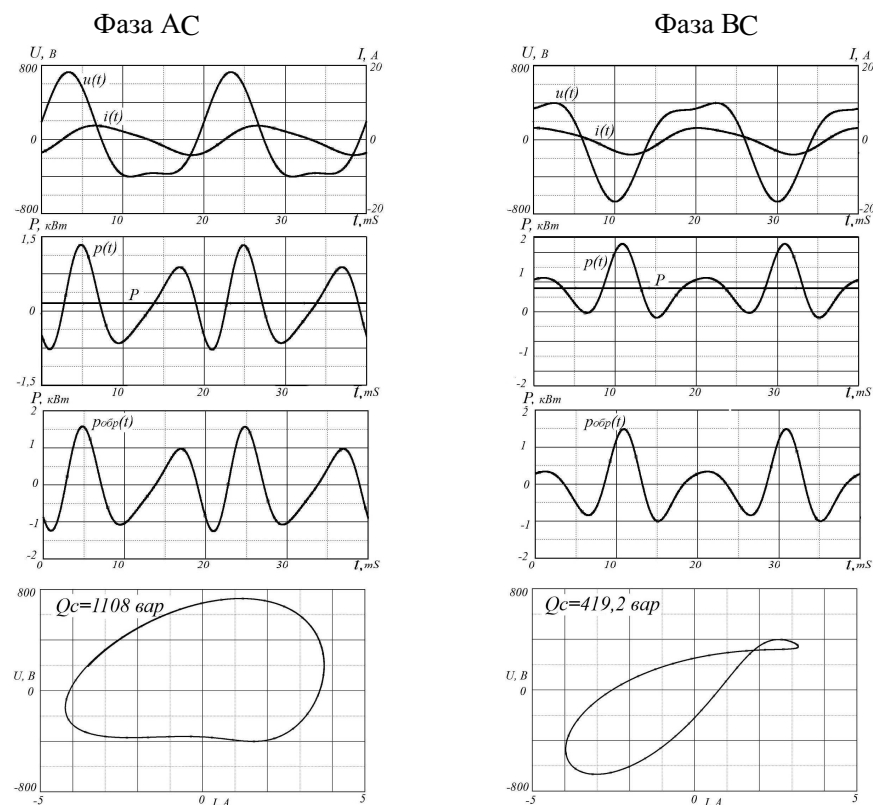 Фаза АС
Фаза ВС
U, В
I, А
800
20
u(t)
i(t)
0
0
-800
-20
10
20
30
t, mS
P, кВт
1,5
p(t)
P
0
-1,5
10
20
30
t, mS
P, кВт
2
pобр(t)
1
0
-1
-2
10
20
30
t, mS
800
Qc=1108 вар
U, В
0
-800
-5
0
I, А
5
U, В
I, А
800
20
u(t)
i(t)
0
0
-800
-20
10
20
30
t, mS
P, кВт
2
p(t)
P
1
0
-1
-2
10
20
30
t, mS
P, кВт
2
pобр(t)
1
0
-1
-2
10
20
30
t, mS
800
Qc=419,2 вар
U, В
0
-800
-5
0
I, А
5